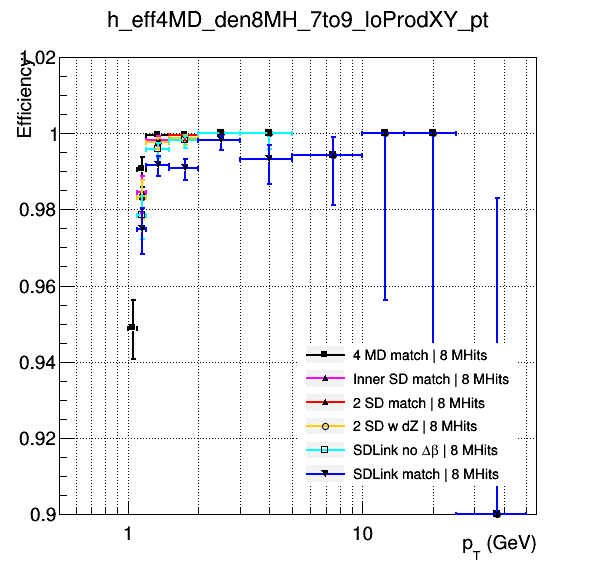 h_eff4MD_den8MH_7to9_loProdXY_pt
Efficiency
1.02
1
0.98
0.96
0.94
0.92
0.9
4 MD match | 8 MHits
Inner SD match | 8 MHits
2 SD match | 8 MHits
2 SD w dZ | 8 MHits
SDLink no Δβ | 8 MHits
SDLink match | 8 MHits
1
10
p_T (GeV)